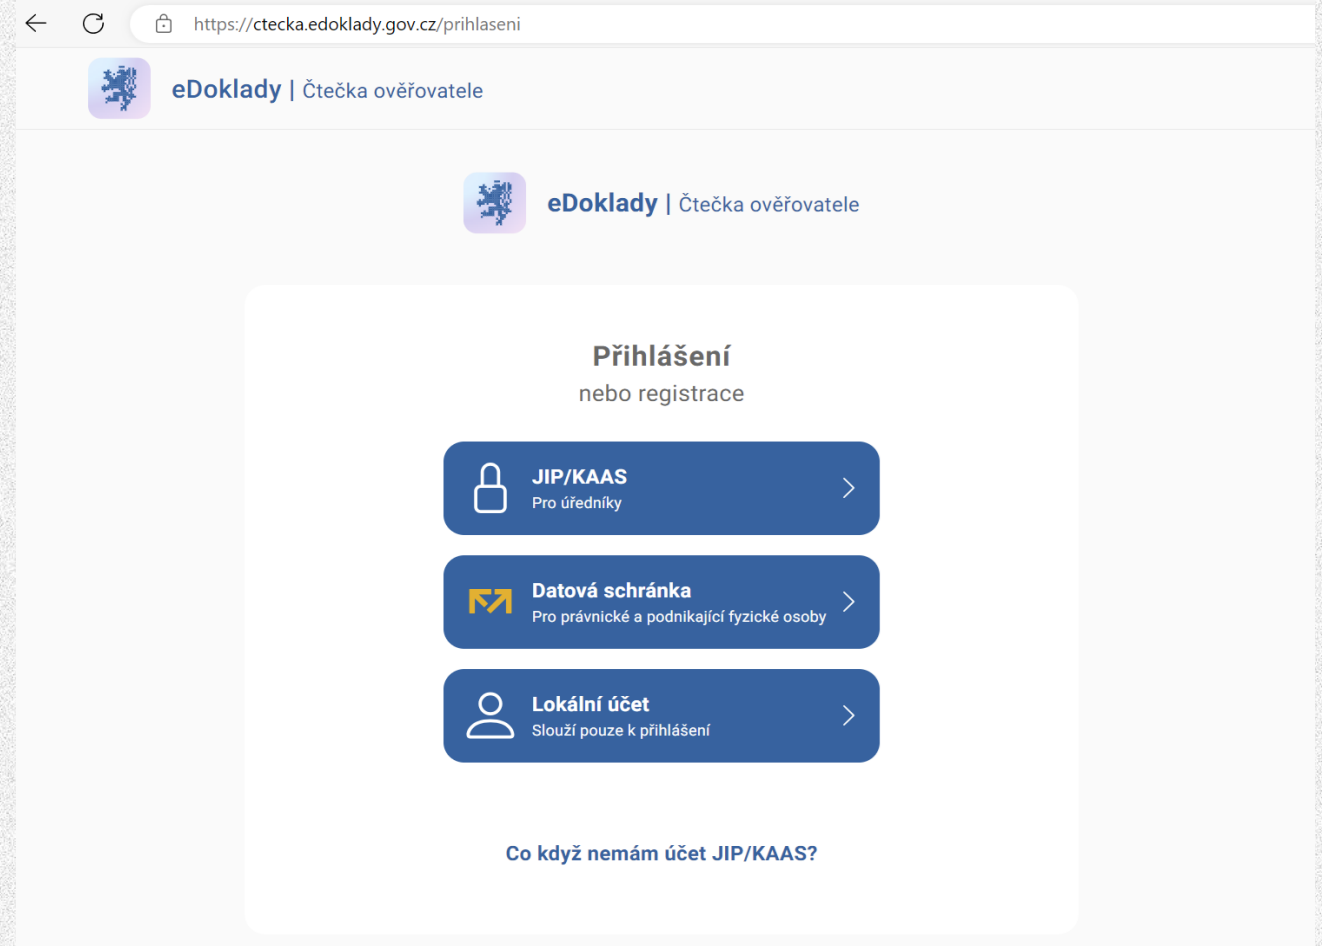 https://ctecka.edoklady.gov.cz/prihlaseni
eDoklady | Čtečka ověřovatele
eDoklady | Čtečka ověřovatele
Přihlášení
nebo registrace
JIP/KAAS
Pro úředníky
Datová schránka
Pro právnické a podnikající fyzické osoby
Lokální účet
Slouží pouze k přihlášení
Co když nemám účet JIP/KAAS?